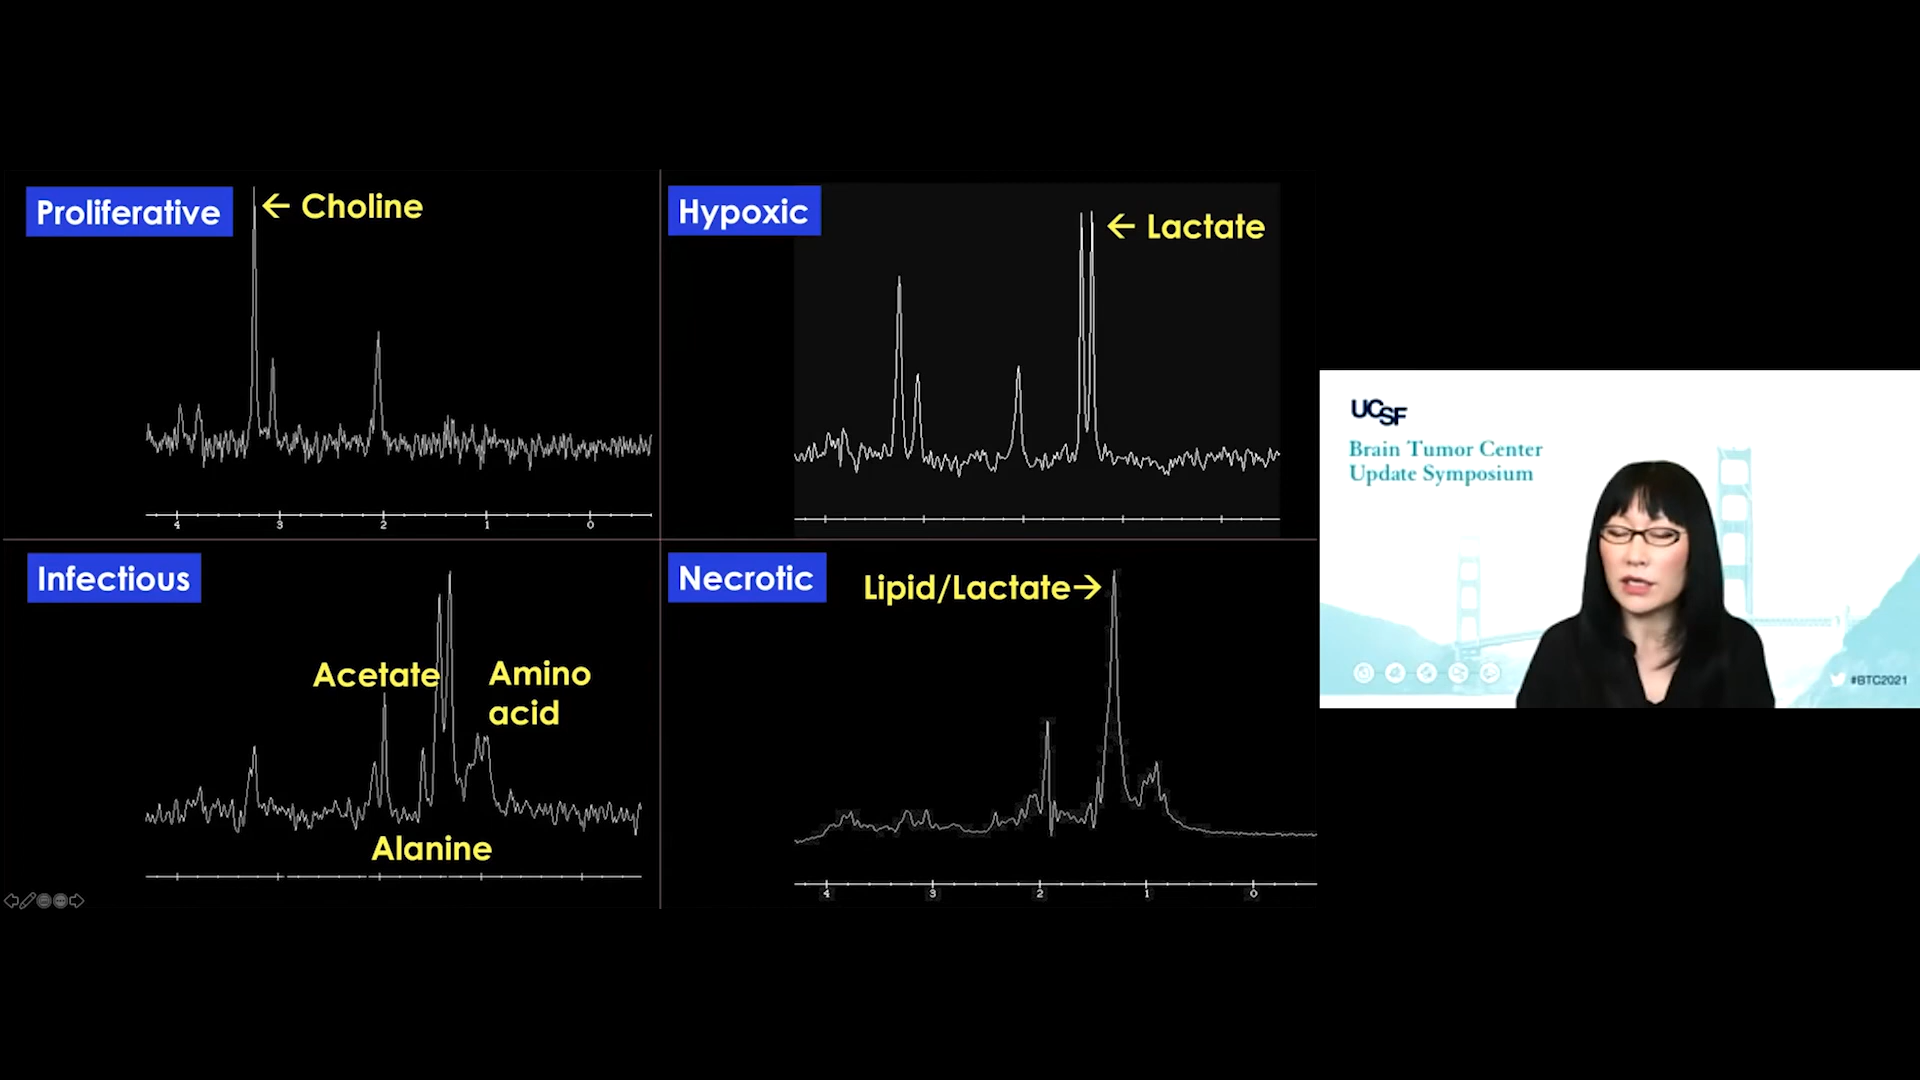 Proliferative
← Choline
4 3 2 1 0
Hypoxic
← Lactate
Infectious
Acetate
Amino
acid
Alanine
Necrotic
Lipid/Lactate→
4 3 2 1 0
UCSF
Brain Tumor Center
Update Symposium
#BTC2021